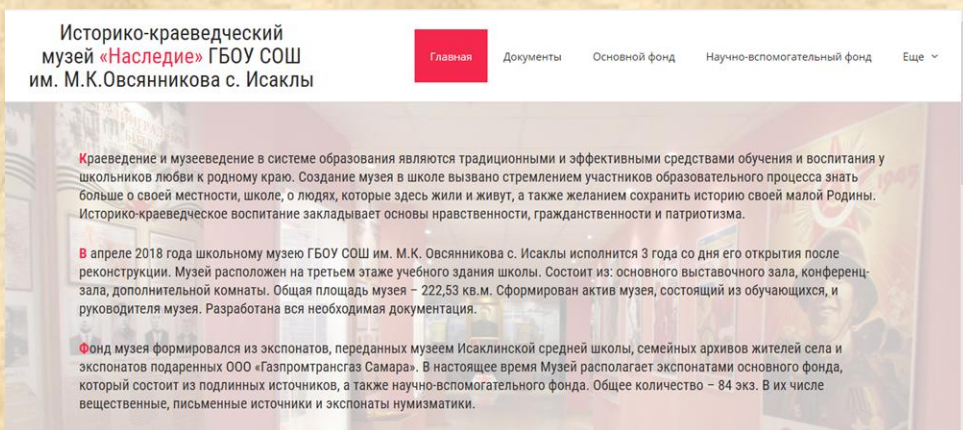 Историко-краеведческий
музей «Наследие» ГБОУ СОШ
им. М.К.Овсянникова с. Исаклы
Главная
Документы
Основной фонд
Научно-вспомогательный фонд
Еще
Краеведение и музееведение в системе образования являются традиционными и эффективными средствами обучения и воспитания у
школьников любви к родному краю. Создание музея в школе вызвано стремлением участников образовательного процесса знать
больше о своей местности, школе, о людях, которые здесь жили и живут, а также желанием сохранить историю своей малой Родины.
Историко-краеведческое воспитание закладывает основы нравственности, гражданственности и патриотизма.
В апреле 2018 года школьному музею ГБОУ СОШ им. М.К. Овсянникова с. Исаклы исполнится 3 года со дня его открытия после
реконструкции. Музей расположен на третьем этаже учебного здания школы. Состоит из: основного выставочного зала, конференц-
зала, дополнительной комнаты. Общая площадь музея – 222,53 кв.м. Сформирован актив музея, состоящий из обучающихся, и
руководителя музея. Разработана вся необходимая документация.
Фонд музея формировался из экспонатов, переданных музеем Исаклинской средней школы, семейных архивов жителей села и
экспонатов подаренных ООО «Газпромтрансгаз Самара». В настоящее время Музей располагает экспонатами основного фонда,
который состоит из подлинных источников, а также научно-вспомогательного фонда. Общее количество – 84 экз. В их числе
вещественные, письменные источники и экспонаты нумизматики.